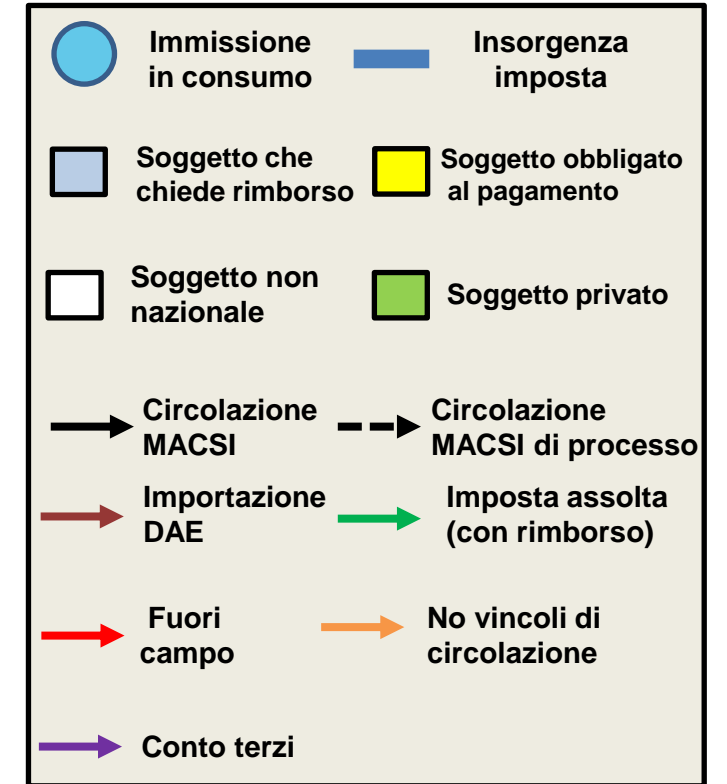 Immissione
in consumo
Insorgenza
imposta
Soggetto che
chiede rimborso
Soggetto obbligato
al pagamento
Soggetto non
nazionale
Soggetto privato
Circolazione
MACSI
Circolazione
MACSI di processo
Importazione
DAE
Imposta assolta
(con rimborso)
Fuori
campo
No vincoli di
circolazione
Conto terzi